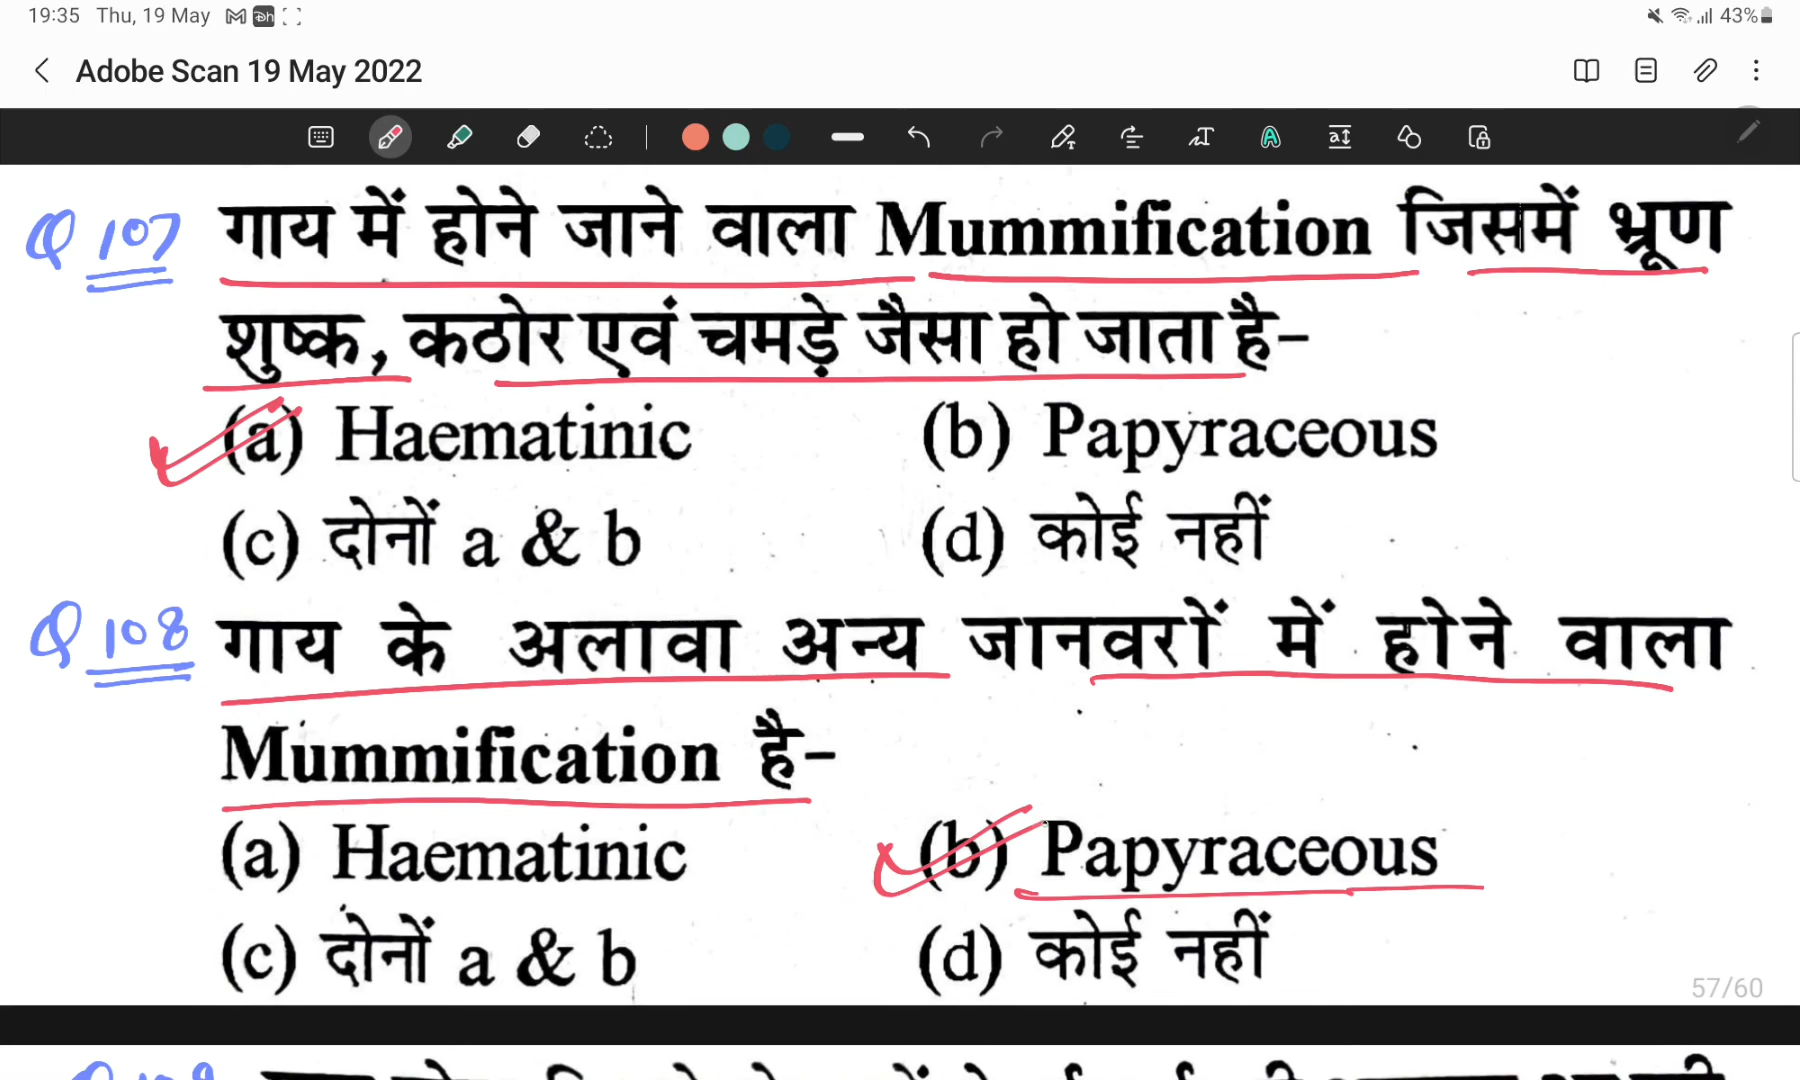 19:35 Thu, 19 May 43%
Adobe Scan 19 May 2022
Q 107 गाय में होने जाने वाला Mummification जिसमें भ्रूण
शुष्क, कठोर एवं चमड़े जैसा हो जाता है–
(a) Haematinic (b) Papyraceous
(c) दोनों a & b (d) कोई नहीं
Q 108 गाय के अलावा अन्य जानवरों में होने वाला
Mummification है–
(a) Haematinic (b) Papyraceous
(c) दोनों a & b (d) कोई नहीं
57/60